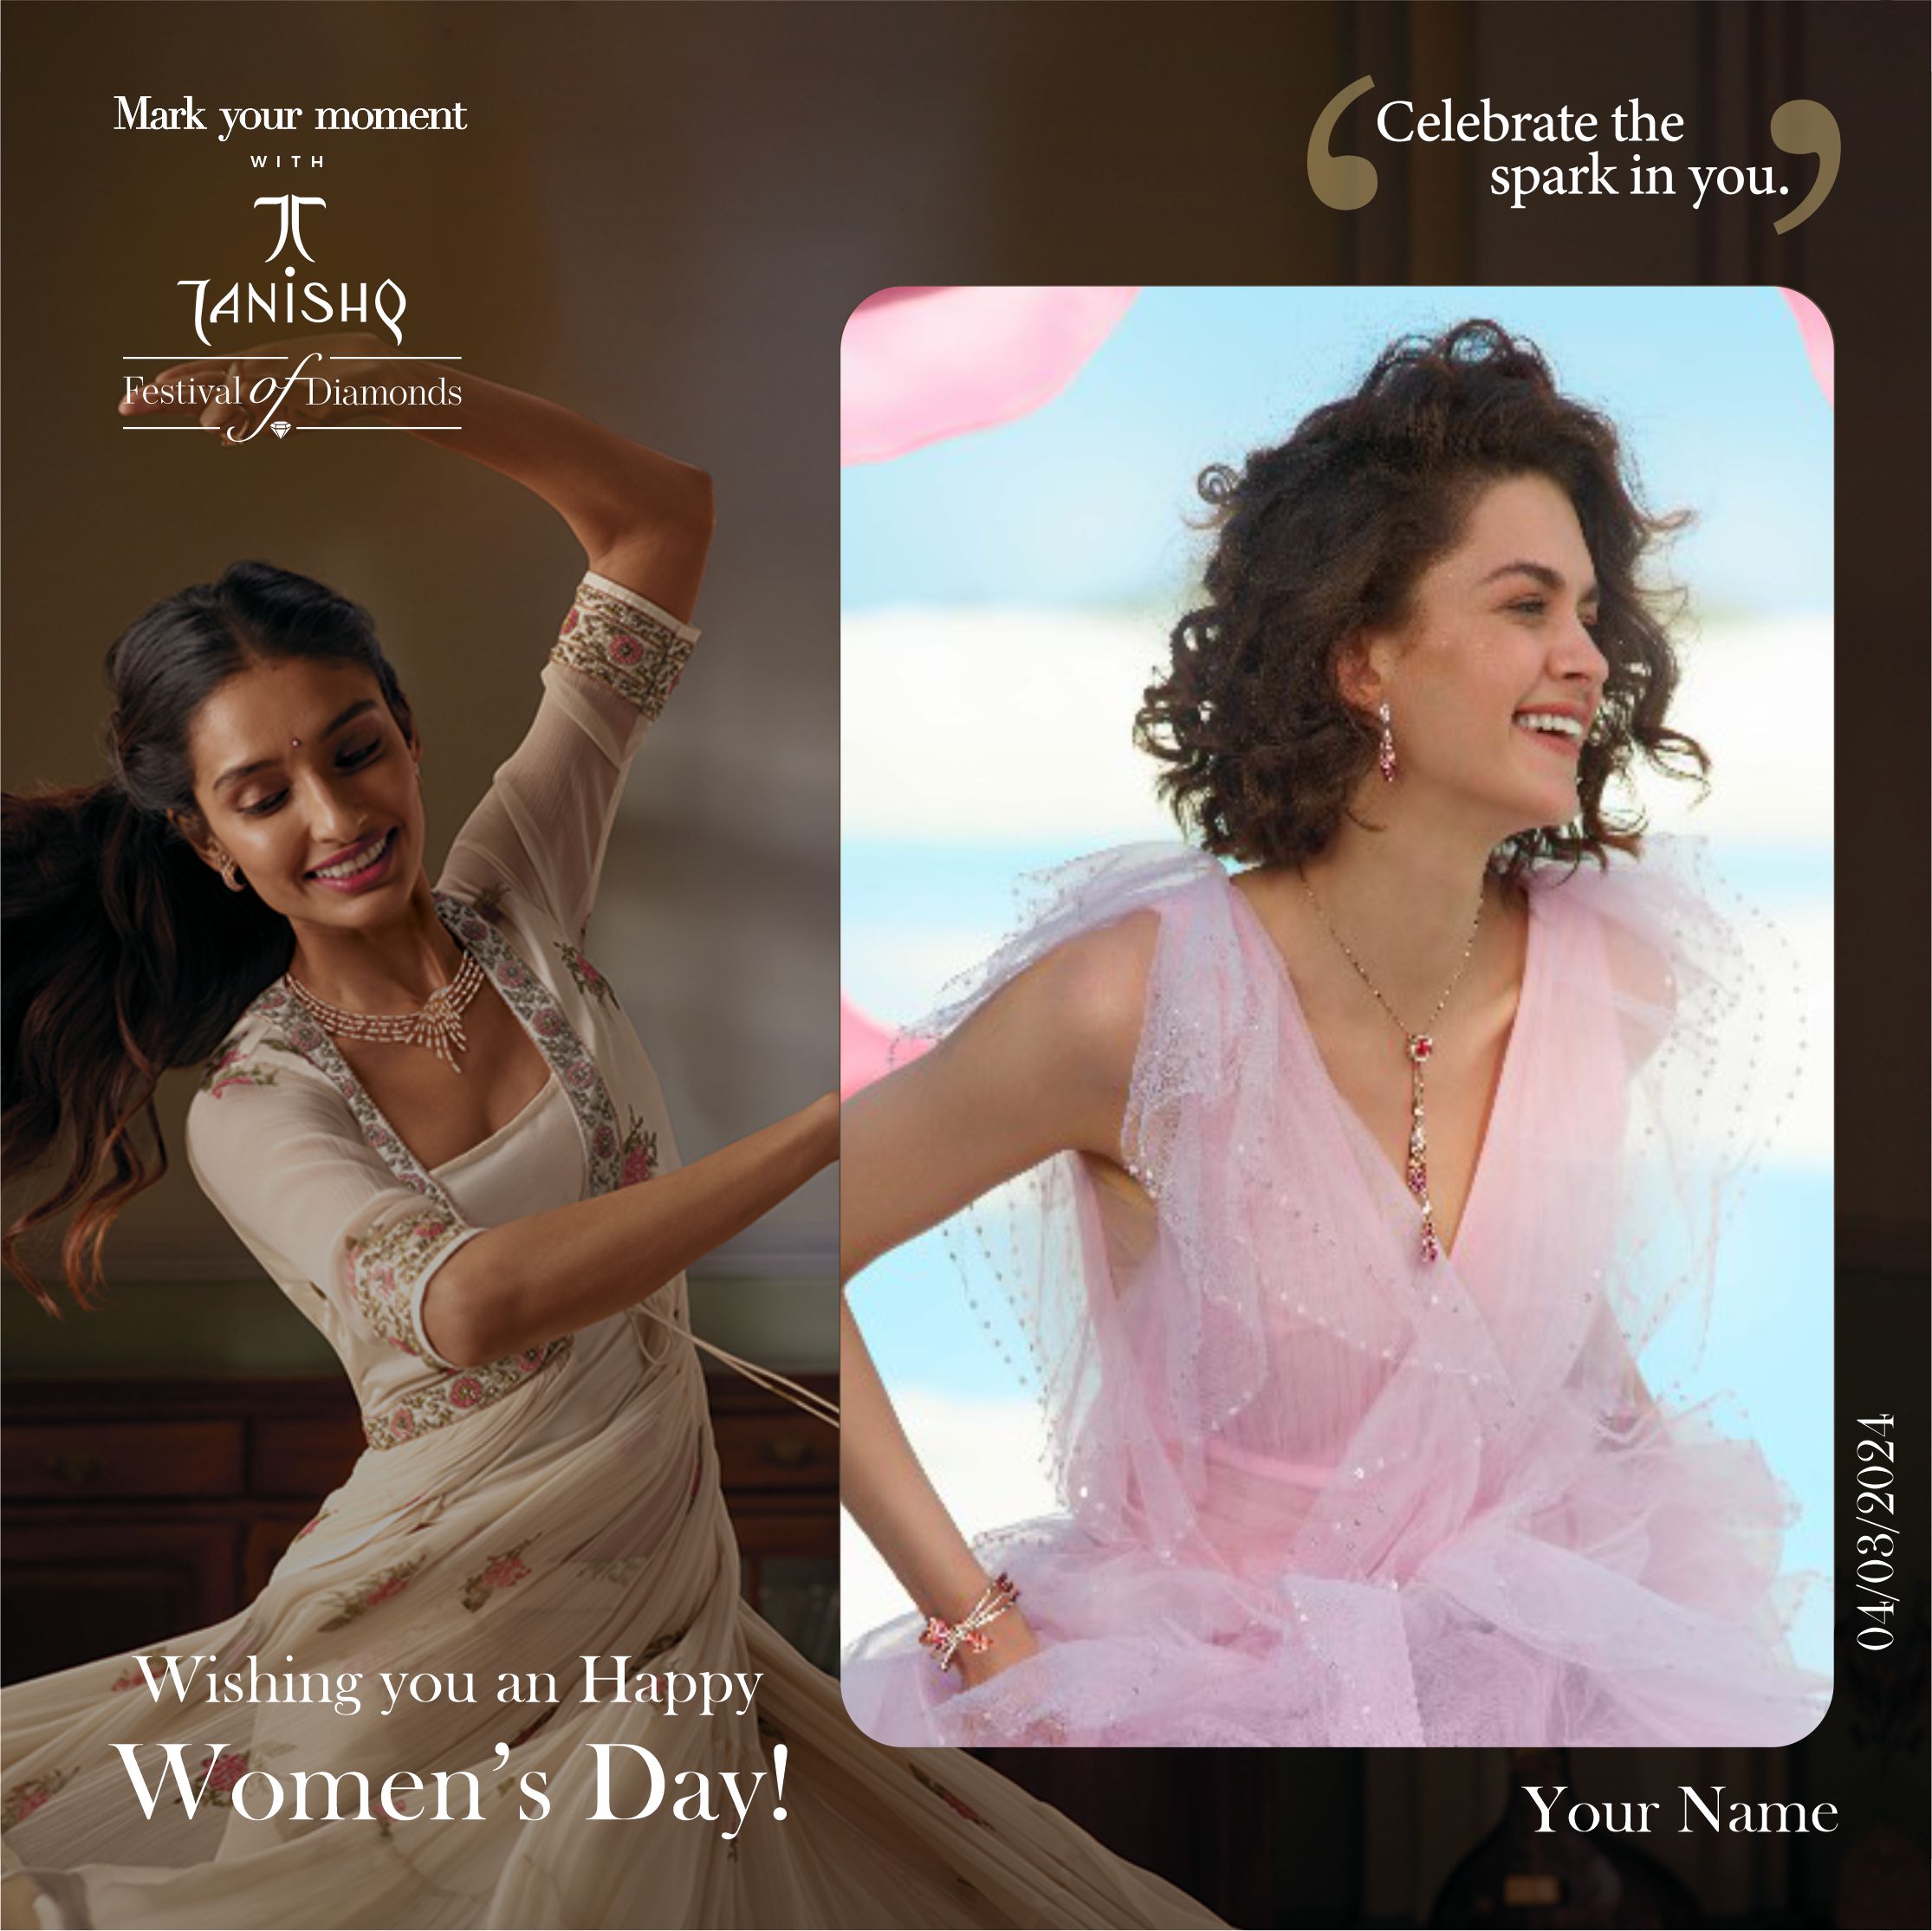 Mark your moment
WITH
TANISHQ
Festival of Diamonds
‘Celebrate the
spark in you.’
04/03/2024
Wishing you an Happy
Women’s Day!
Your Name